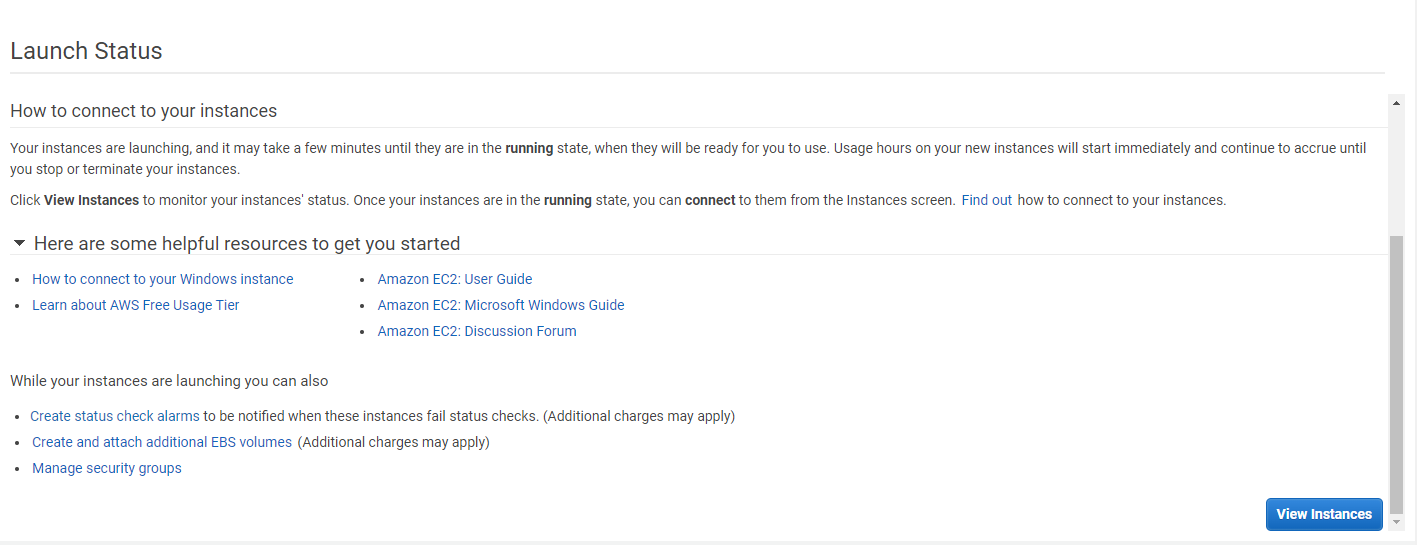 Launch Status
How to connect to your instances
Your instances are launching, and it may take a few minutes until they are in the running state, when they will be ready for you to use. Usage hours on your new instances will start immediately and continue to accrue until
you stop or terminate your instances.
Click View Instances to monitor your instances' status. Once your instances are in the running state, you can connect to them from the Instances screen. Find out how to connect to your instances.
Here are some helpful resources to get you started
How to connect to your Windows instance
Learn about AWS Free Usage Tier
Amazon EC2: User Guide
Amazon EC2: Microsoft Windows Guide
Amazon EC2: Discussion Forum
While your instances are launching you can also
Create status check alarms to be notified when these instances fail status checks. (Additional charges may apply)
Create and attach additional EBS volumes (Additional charges may apply)
Manage security groups
View Instances